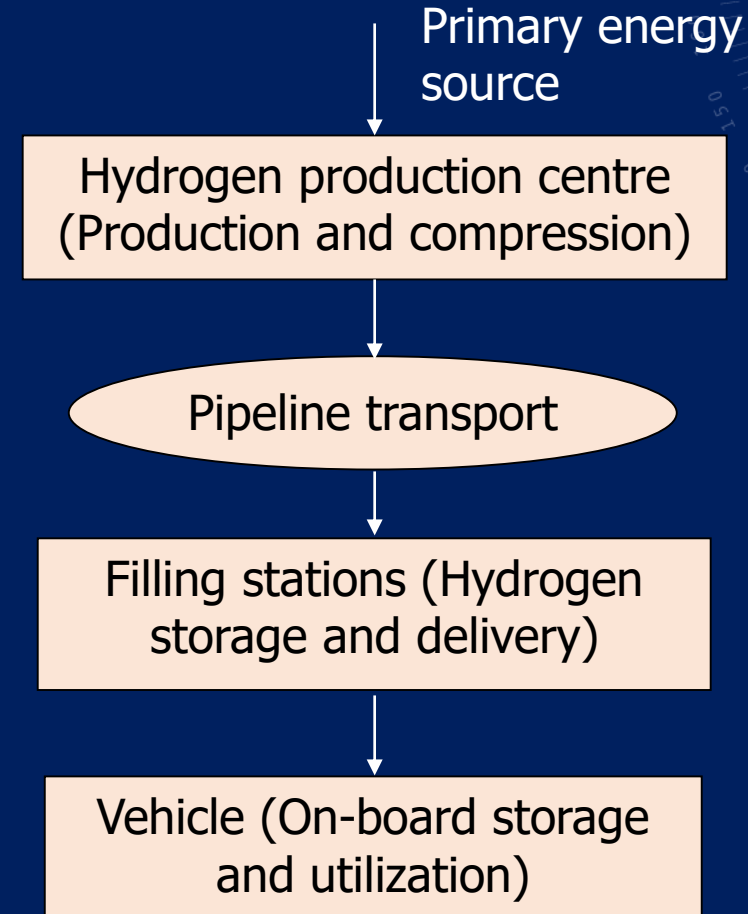 Primary energy
source
150
Hydrogen production centre
(Production and compression)
Pipeline transport
Filling stations (Hydrogen
storage and delivery)
Vehicle (On-board storage
and utilization)